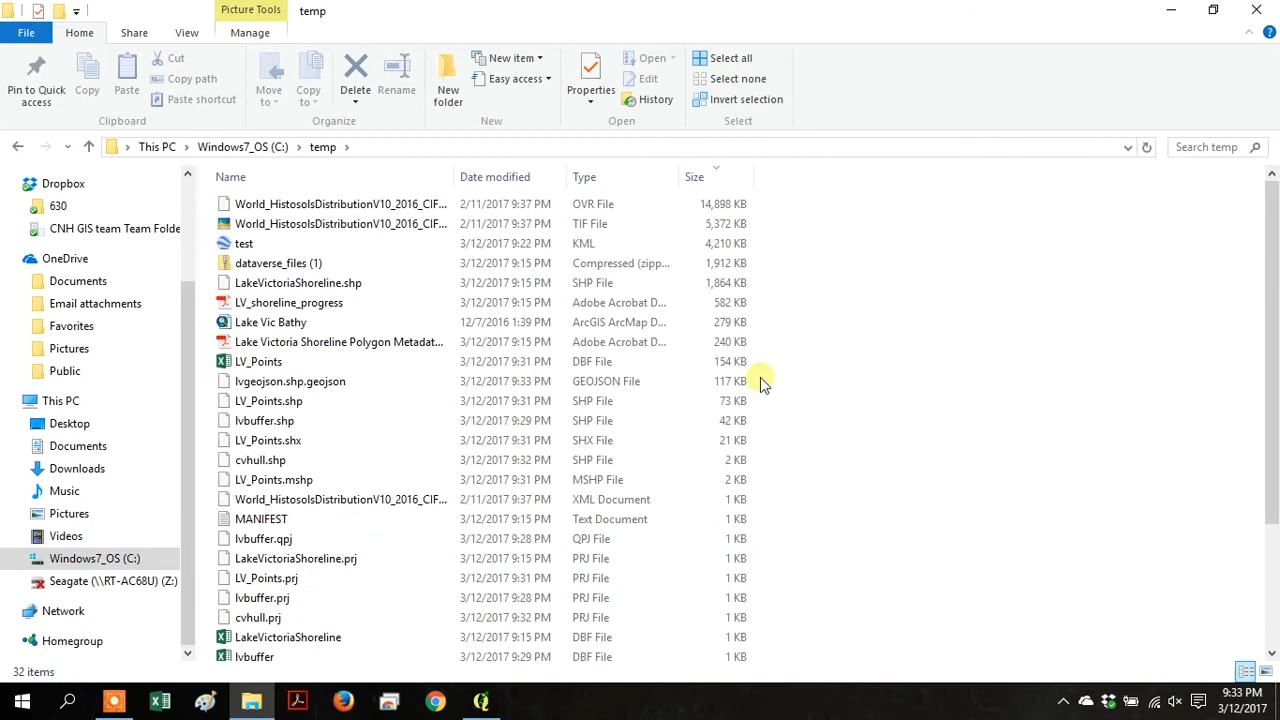 Picture Tools
temp
File
Home
Share
View
Manage
Pin to Quick access
Copy
Paste
Cut
Copy path
Paste shortcut
Clipboard
Move to
Copy to
Delete
Rename
Organize
New folder
New item
Easy access
New
Properties
Open
Edit
History
Open
Select all
Select none
Invert selection
Select
This PC
Windows7_OS (C:)
temp
Search temp
Dropbox
630
CNH GIS team Team Folde
OneDrive
Documents
Email attachments
Favorites
Pictures
Public
This PC
Desktop
Documents
Downloads
Music
Pictures
Videos
Windows7_OS (C:)
Seagate (\\RT-AC68U) (Z:)
Network
Homegroup
Name Date modified Type Size
World_HistosolsDistributionV10_2016_CIF... 2/11/2017 9:37 PM OVR File 14,898 KB
World_HistosolsDistributionV10_2016_CIF... 2/11/2017 9:37 PM TIF File 5,372 KB
test 3/12/2017 9:22 PM KML 4,210 KB
dataverse_files (1) 3/12/2017 9:15 PM Compressed (zipp... 1,912 KB
LakeVictoriaShoreline.shp 3/12/2017 9:15 PM SHP File 1,864 KB
LV_shoreline_progress 3/12/2017 9:15 PM Adobe Acrobat D... 582 KB
Lake Vic Bathy 12/7/2016 1:39 PM ArcGIS ArcMap D... 279 KB
Lake Victoria Shoreline Polygon Metadat... 3/12/2017 9:15 PM Adobe Acrobat D... 240 KB
LV_Points 3/12/2017 9:31 PM DBF File 154 KB
lvgeojson.shp.geojson 3/12/2017 9:33 PM GEOJSON File 117 KB
LV_Points.shp 3/12/2017 9:31 PM SHP File 73 KB
lvbuffer.shp 3/12/2017 9:29 PM SHP File 42 KB
LV_Points.shx 3/12/2017 9:31 PM SHX File 21 KB
cvhull.shp 3/12/2017 9:32 PM SHP File 2 KB
LV_Points.mshp 3/12/2017 9:31 PM MSHP File 2 KB
World_HistosolsDistributionV10_2016_CIF... 2/11/2017 9:37 PM XML Document 1 KB
MANIFEST 3/12/2017 9:15 PM Text Document 1 KB
lvbuffer.qpj 3/12/2017 9:28 PM QPJ File 1 KB
LakeVictoriaShoreline.prj 3/12/2017 9:15 PM PRJ File 1 KB
LV_Points.prj 3/12/2017 9:31 PM PRJ File 1 KB
lvbuffer.prj 3/12/2017 9:28 PM PRJ File 1 KB
cvhull.prj 3/12/2017 9:32 PM PRJ File 1 KB
LakeVictoriaShoreline 3/12/2017 9:15 PM DBF File 1 KB
lvbuffer 3/12/2017 9:29 PM DBF File 1 KB
32 items
9:33 PM
3/12/2017